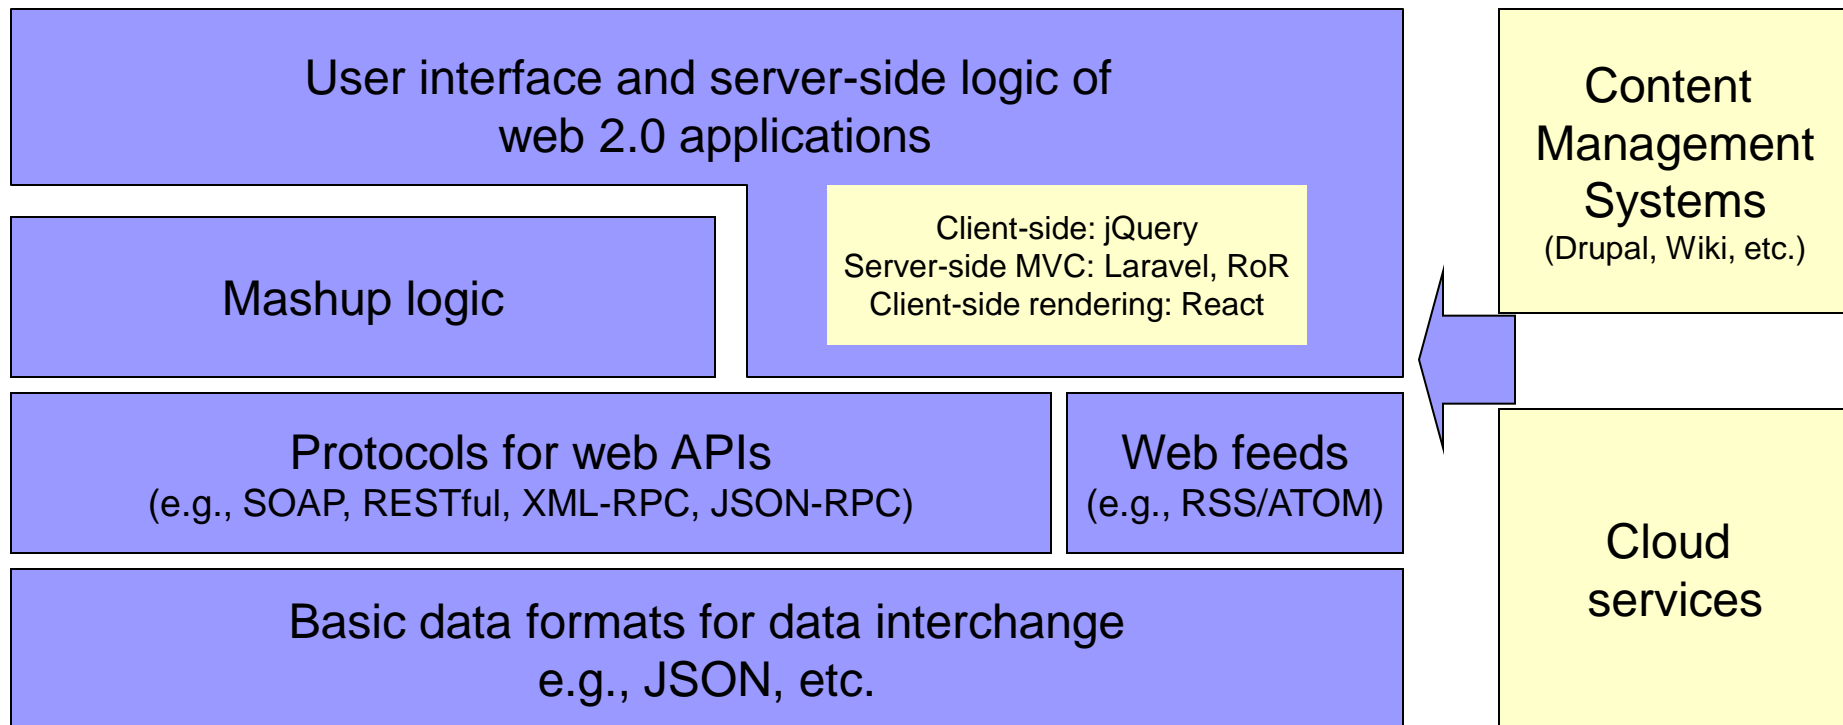 User interface and server-side logic of
web 2.0 applications
Client-side: jQuery
Server-side MVC: Laravel, RoR
Client-side rendering: React
Mashup logic
Protocols for web APIs
(e.g., SOAP, RESTful, XML-RPC, JSON-RPC)
Web feeds
(e.g., RSS/ATOM)
Basic data formats for data interchange
e.g., JSON, etc.
Content
Management
Systems
(Drupal, Wiki, etc.)
Cloud
services